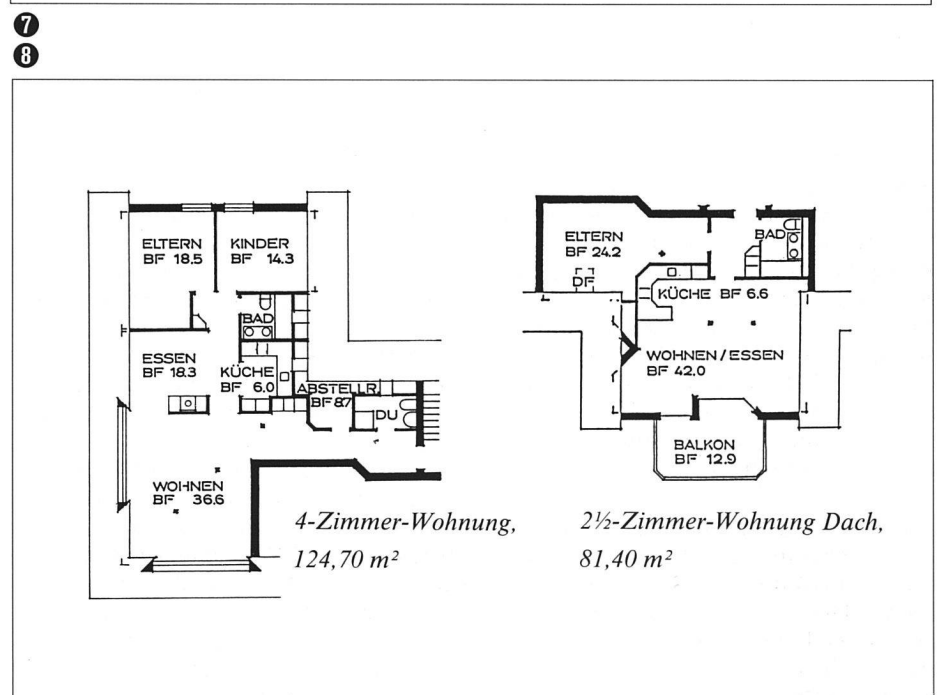 7
8
ELTERN
BF 18.5
KINDER
BF 14.3
BAD
ESSEN
BF 18.3
KÜCHE
BF 6.0
ABSTELLR.
BF 8.7
DU
WOHNEN
BF 36.6
4-Zimmer-Wohnung,
124,70 m²
ELTERN
BF 24.2
DF
BAD
KÜCHE BF 6.6
WOHNEN / ESSEN
BF 42.0
BALKON
BF 12.9
2½-Zimmer-Wohnung Dach,
81,40 m²